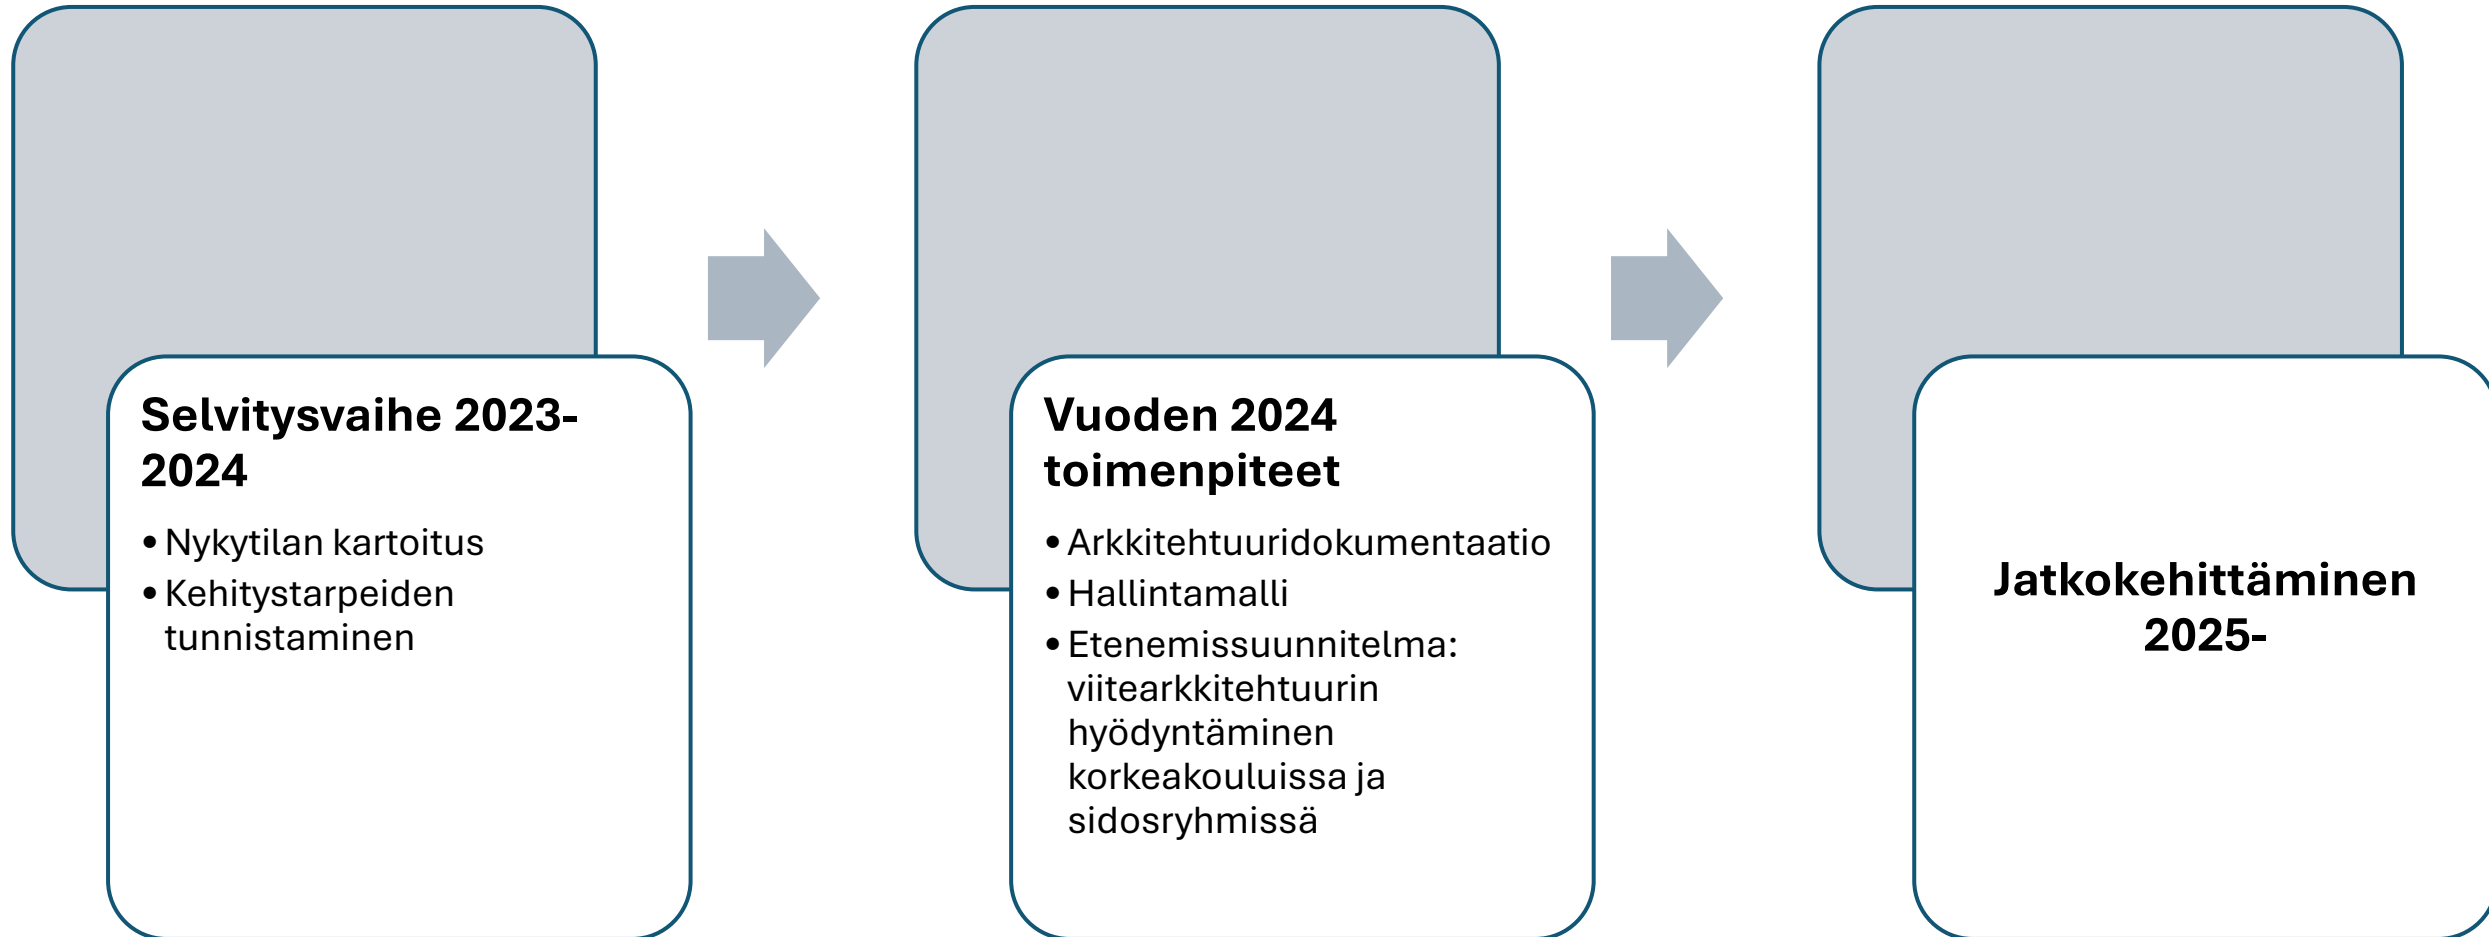 Selvitysvaihe 2023-
2024
• Nykytilan kartoitus
• Kehitystarpeiden
tunnistaminen
Vuoden 2024
toimenpiteet
• Arkkitehtuuridokumentaatio
• Hallintamalli
• Etenemissuunnitelma:
viitearkkitehtuurin
hyödyntäminen
korkeakouluissa ja
sidosryhmissä
Jatkokehittäminen
2025-